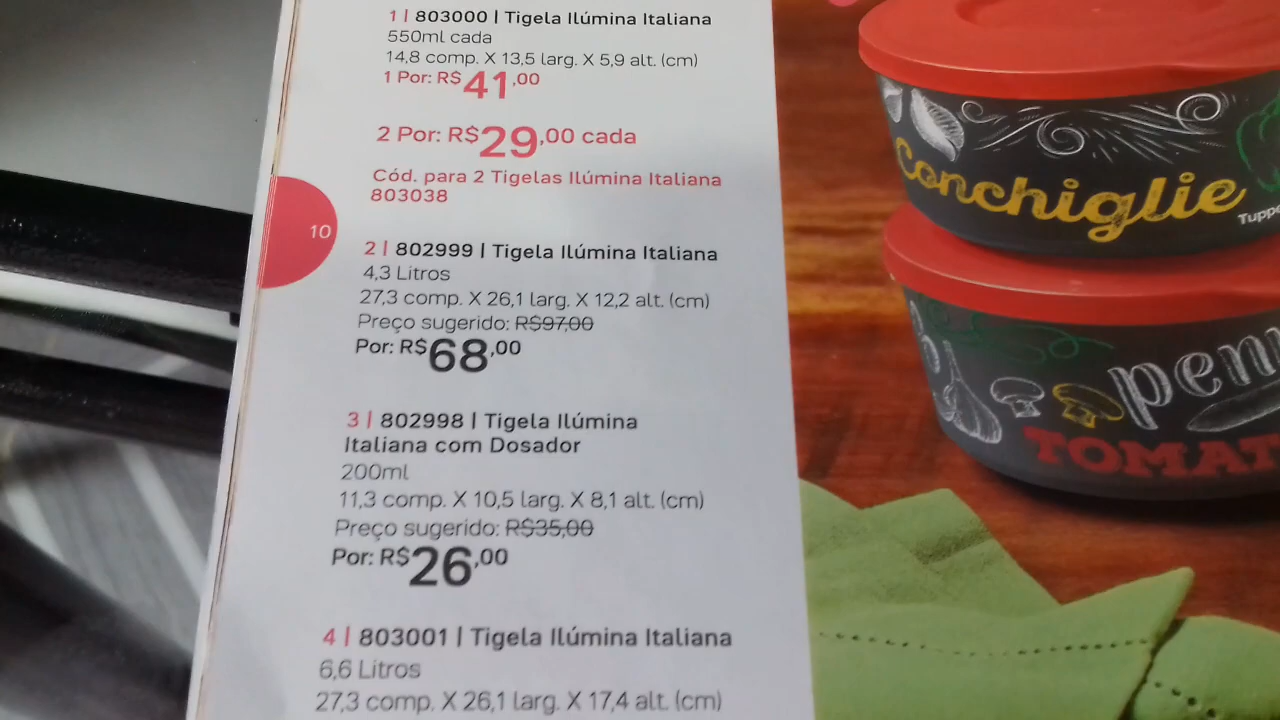 1 | 803000 | Tigela Ilúmina Italiana
550ml cada
14,8 comp. X 13,5 larg. X 5,9 alt. (cm)
1 Por: R$41,00
2 Por: R$29,00 cada
Cód. para 2 Tigelas Ilúmina Italiana
803038
10
2 | 802999 | Tigela Ilúmina Italiana
4,3 Litros
27,3 comp. X 26,1 larg. X 12,2 alt. (cm)
Preço sugerido: R$97,00
Por: R$68,00
3 | 802998 | Tigela Ilúmina
Italiana com Dosador
200ml
11,3 comp. X 10,5 larg. X 8,1 alt. (cm)
Preço sugerido: R$35,00
Por: R$26,00
4 | 803001 | Tigela Ilúmina Italiana
6,6 Litros
27,3 comp. X 26,1 larg. X 17,4 alt. (cm)
Conchiglie